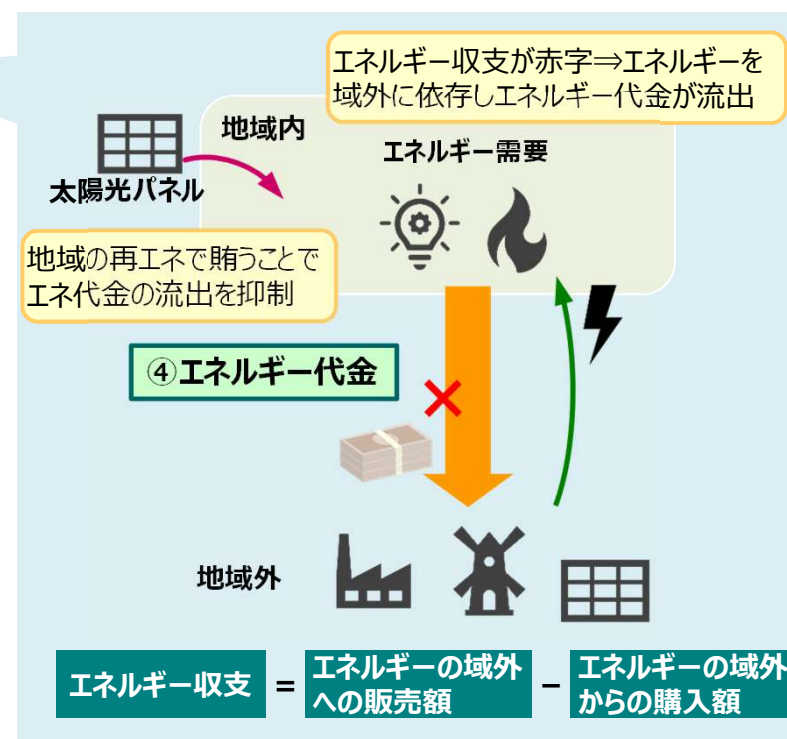 エネルギー収支が赤字⇒エネルギーを
域外に依存しエネルギー代金が流出
地域内
エネルギー需要
太陽光パネル
地域の再エネで賄うことで
エネ代金の流出を抑制
④エネルギー代金
地域外
エネルギー収支 = エネルギーの域外
への販売額 − エネルギーの域外
からの購入額